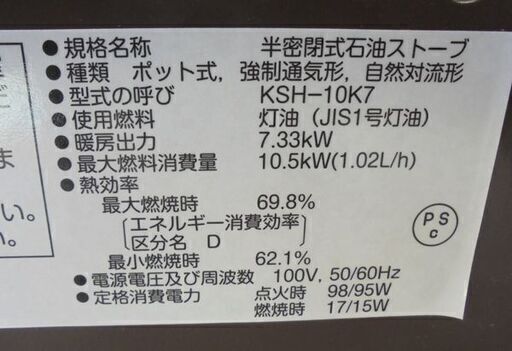 ● 規格名称 半密閉式石油ストーブ
● 種類 ポット式，強制通気形，自然対流形
● 型式の呼び KSH-10K7
● 使用燃料 灯油（JIS1号灯油）
● 暖房出力 7.33kW
● 最大燃料消費量 10.5kW(1.02L/h)
● 熱効率
最大燃焼時 69.8%
エネルギー消費効率
区分名 D
最小燃焼時 62.1%
● 電源電圧及び周波数 100V, 50/60Hz
● 定格消費電力 点火時 98/95W
燃焼時 17/15W
PS
C
ど
ま
い。
い。